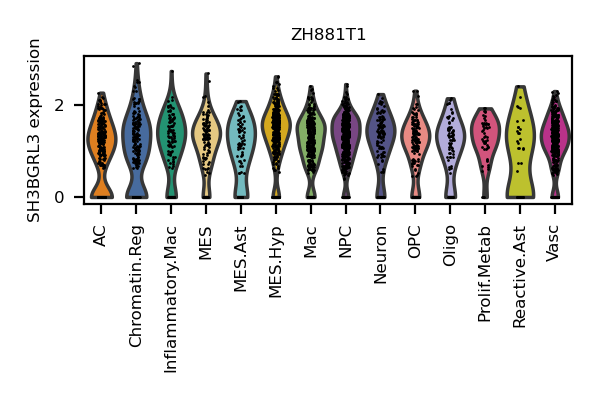 ZH881T1
SH3BGRL3 expression
2
0
AC
Chromatin.Reg
Inflammatory.Mac
MES
MES.Ast
MES.Hyp
Mac
NPC
Neuron
OPC
Oligo
Prolif.Metab
Reactive.Ast
Vasc